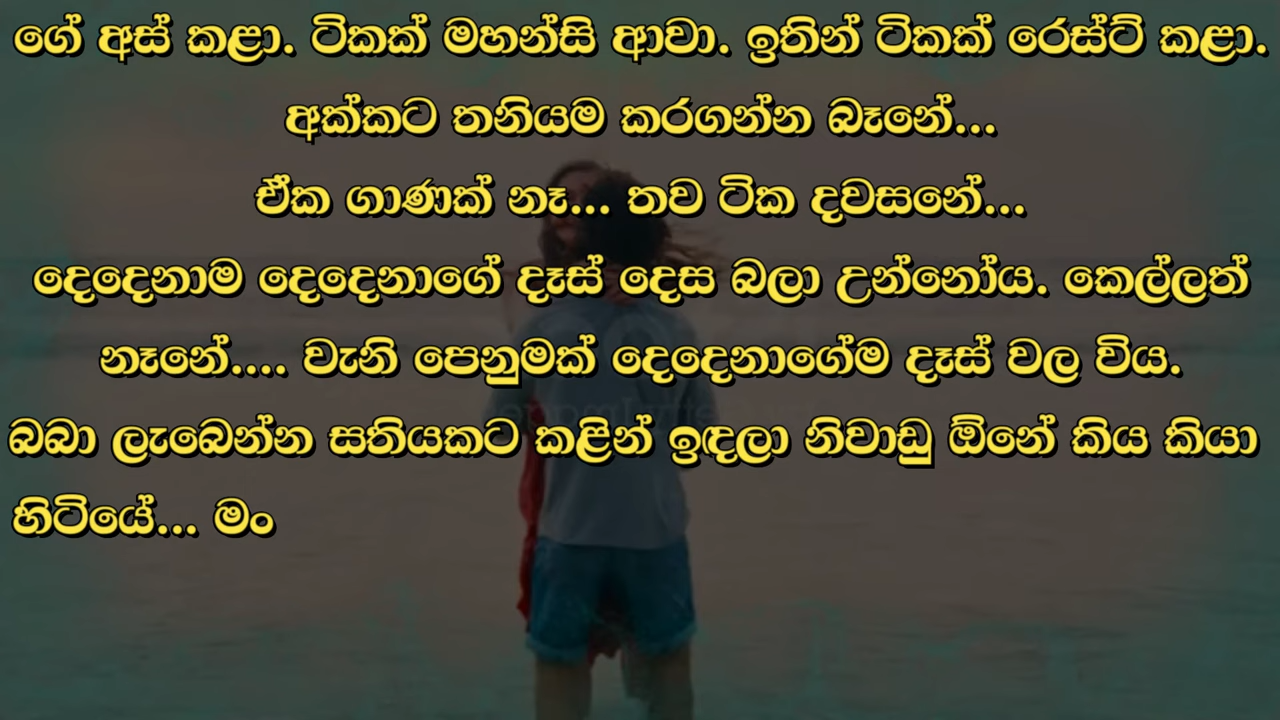 ගේ අස් කළා. ටිකක් මහන්සි ආවා. ඉතින් ටිකක් රෙස්ට් කළා.
අක්කට තනියම කරගන්න බෑනේ...
ඒක ගාණක් නෑ... තව ටික දවසනේ...
දෙදෙනාම දෙදෙනාගේ දෑස් දෙස බලා උන්නෝය. කෙල්ලත්
නෑනේ.... වැනි පෙනුමක් දෙදෙනාගේම දෑස් වල විය.
බබා ලැබෙන්න සතියකට කළින් ඉඳලා නිවාඩු ඕනේ කිය කියා
හිටියේ... මං